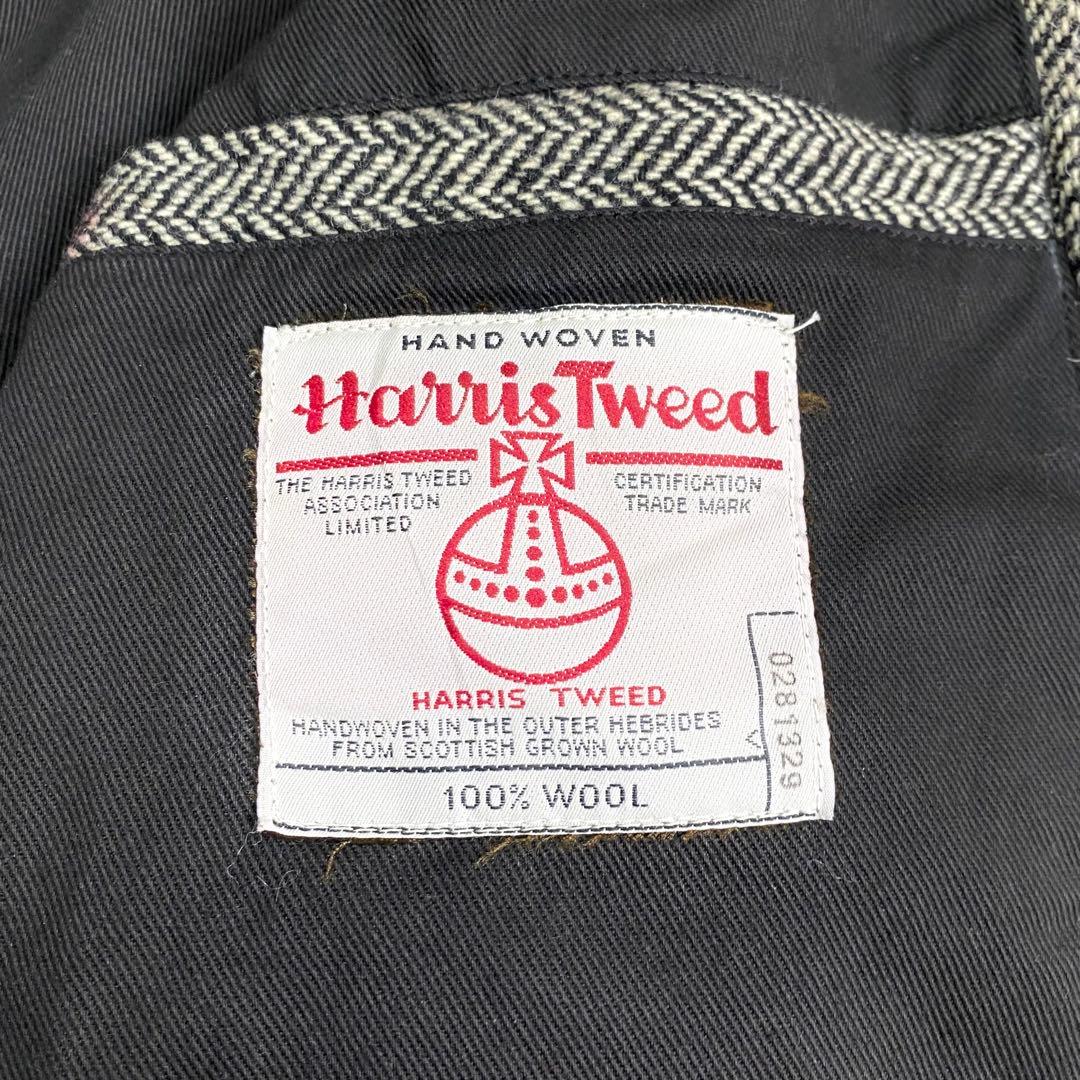 HAND WOVEN
Harris Tweed
THE HARRIS TWEED
ASSOCIATION
LIMITED
CERTIFICATION
TRADE MARK
HARRIS TWEED
HANDWOVEN IN THE OUTER HEBRIDES
FROM SCOTTISH GROWN WOOL
100% WOOL
V
0281329